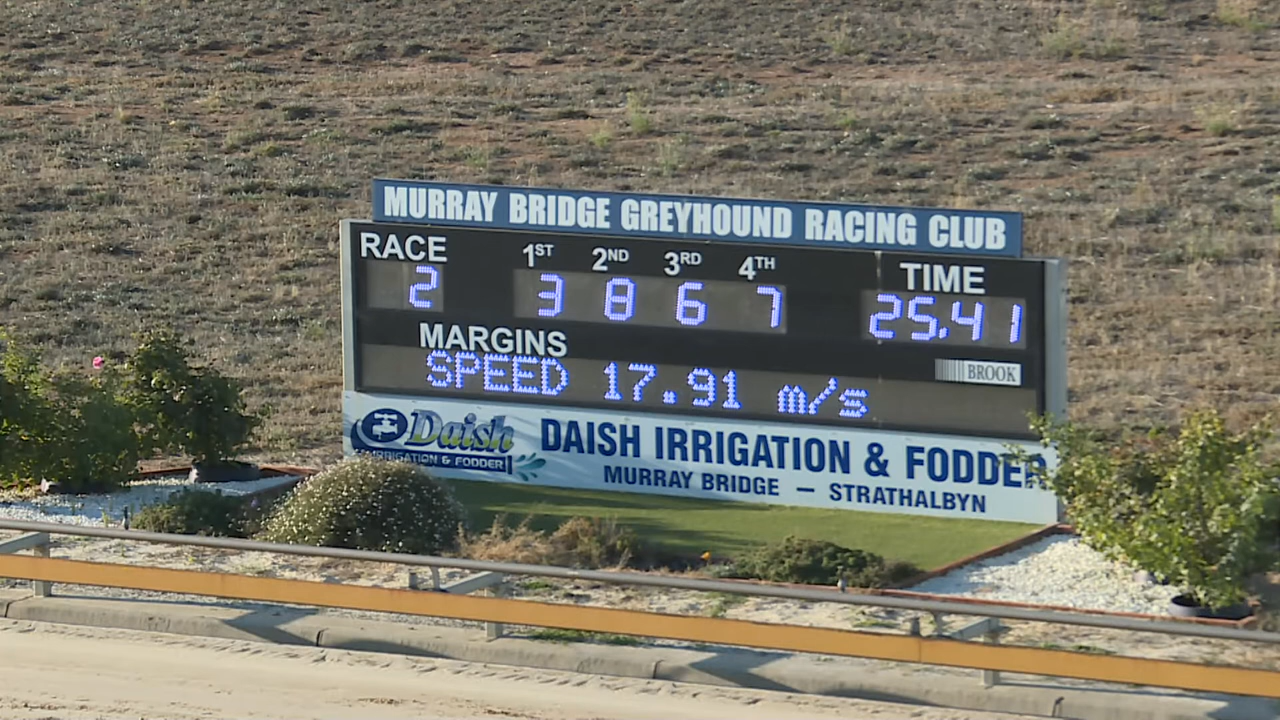 MURRAY BRIDGE GREYHOUND RACING CLUB
RACE 1ST 2ND 3RD 4TH TIME
2 3 8 6 7 25.41
MARGINS
BROOK
SPEED 17.91 m/s
Daish
IRRIGATION & FODDER
DAISH IRRIGATION & FODDER
MURRAY BRIDGE — STRATHALBYN